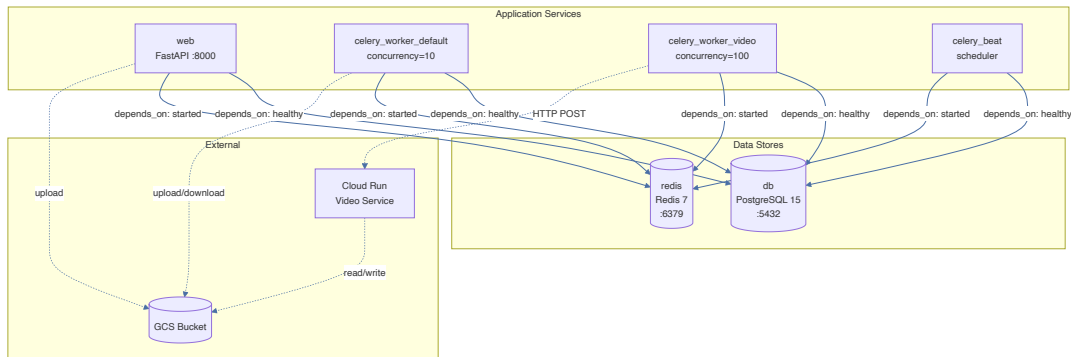 Application Services
web
FastAPI :8000
celery_worker_default
concurrency=10
celery_worker_video
concurrency=100
celery_beat
scheduler
depends_on: started
depends_on: healthy
depends_on: started
depends_on: healthy
HTTP POST
depends_on: started
depends_on: healthy
depends_on: started
depends_on: healthy
External
Data Stores
upload
upload/download
Cloud Run
Video Service
redis
Redis 7
:6379
db
PostgreSQL 15
:5432
read/write
GCS Bucket